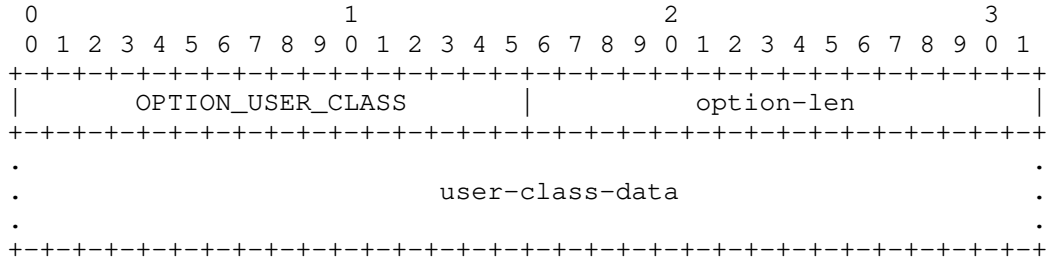 0                   1                   2                   3
 0 1 2 3 4 5 6 7 8 9 0 1 2 3 4 5 6 7 8 9 0 1 2 3 4 5 6 7 8 9 0 1
+-+-+-+-+-+-+-+-+-+-+-+-+-+-+-+-+-+-+-+-+-+-+-+-+-+-+-+-+-+-+-+-+
|       OPTION_USER_CLASS       |          option-len           |
+-+-+-+-+-+-+-+-+-+-+-+-+-+-+-+-+-+-+-+-+-+-+-+-+-+-+-+-+-+-+-+-+
.                                                               .
.                          user-class-data                      .
.                                                               .
+-+-+-+-+-+-+-+-+-+-+-+-+-+-+-+-+-+-+-+-+-+-+-+-+-+-+-+-+-+-+-+-+